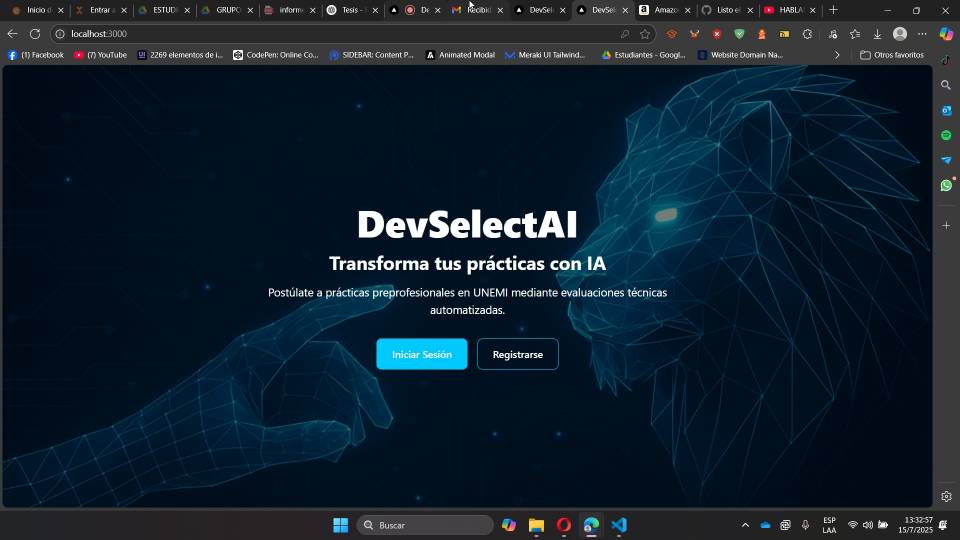 Inicio d
Entrar a
ESTUDI
GRUPO
informe
Tesis -
De
Recibid
DevSel
DevSel
Amazo
Listo el
HABLA
localhost:3000
(1) Facebook
(7) YouTube
2269 elementos de i...
CodePen: Online Co...
SIDEBAR: Content P...
Animated Modal
Meraki UI Tailwind...
Estudiantes - Googl...
Website Domain Na...
Otros favoritos
DevSelectAI
Transforma tus prácticas con IA
Postúlate a prácticas preprofesionales en UNEMI mediante evaluaciones técnicas
automatizadas.
Iniciar Sesión
Registrarse
Buscar
ESP
LAA
13:32:57
15/7/2025